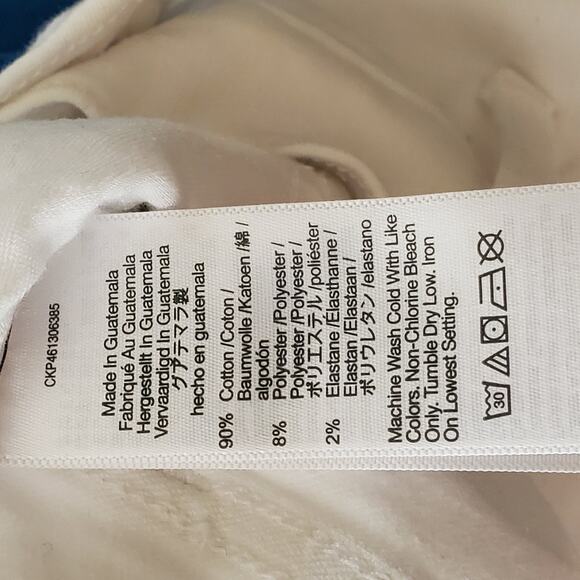 CKP461306385
Made In Guatemala
Fabriqué Au Guatemala
Hergestellt In Guatemala
Vervaardigd In Guatemala
グアテマラ製
hecho en guatemala
90% Cotton /Coton /
Baumwolle /Katoen /綿 /
algodón
8% Polyester /Polyester /
Polyester /Polyester /
ポリエステル /poliéster
2% Elastane /Elasthanne /
Elastan /Elastaan /
ポリウレタン /elastano
Machine Wash Cold With Like
Colors. Non-Chlorine Bleach
Only. Tumble Dry Low. Iron
On Lowest Setting.
30